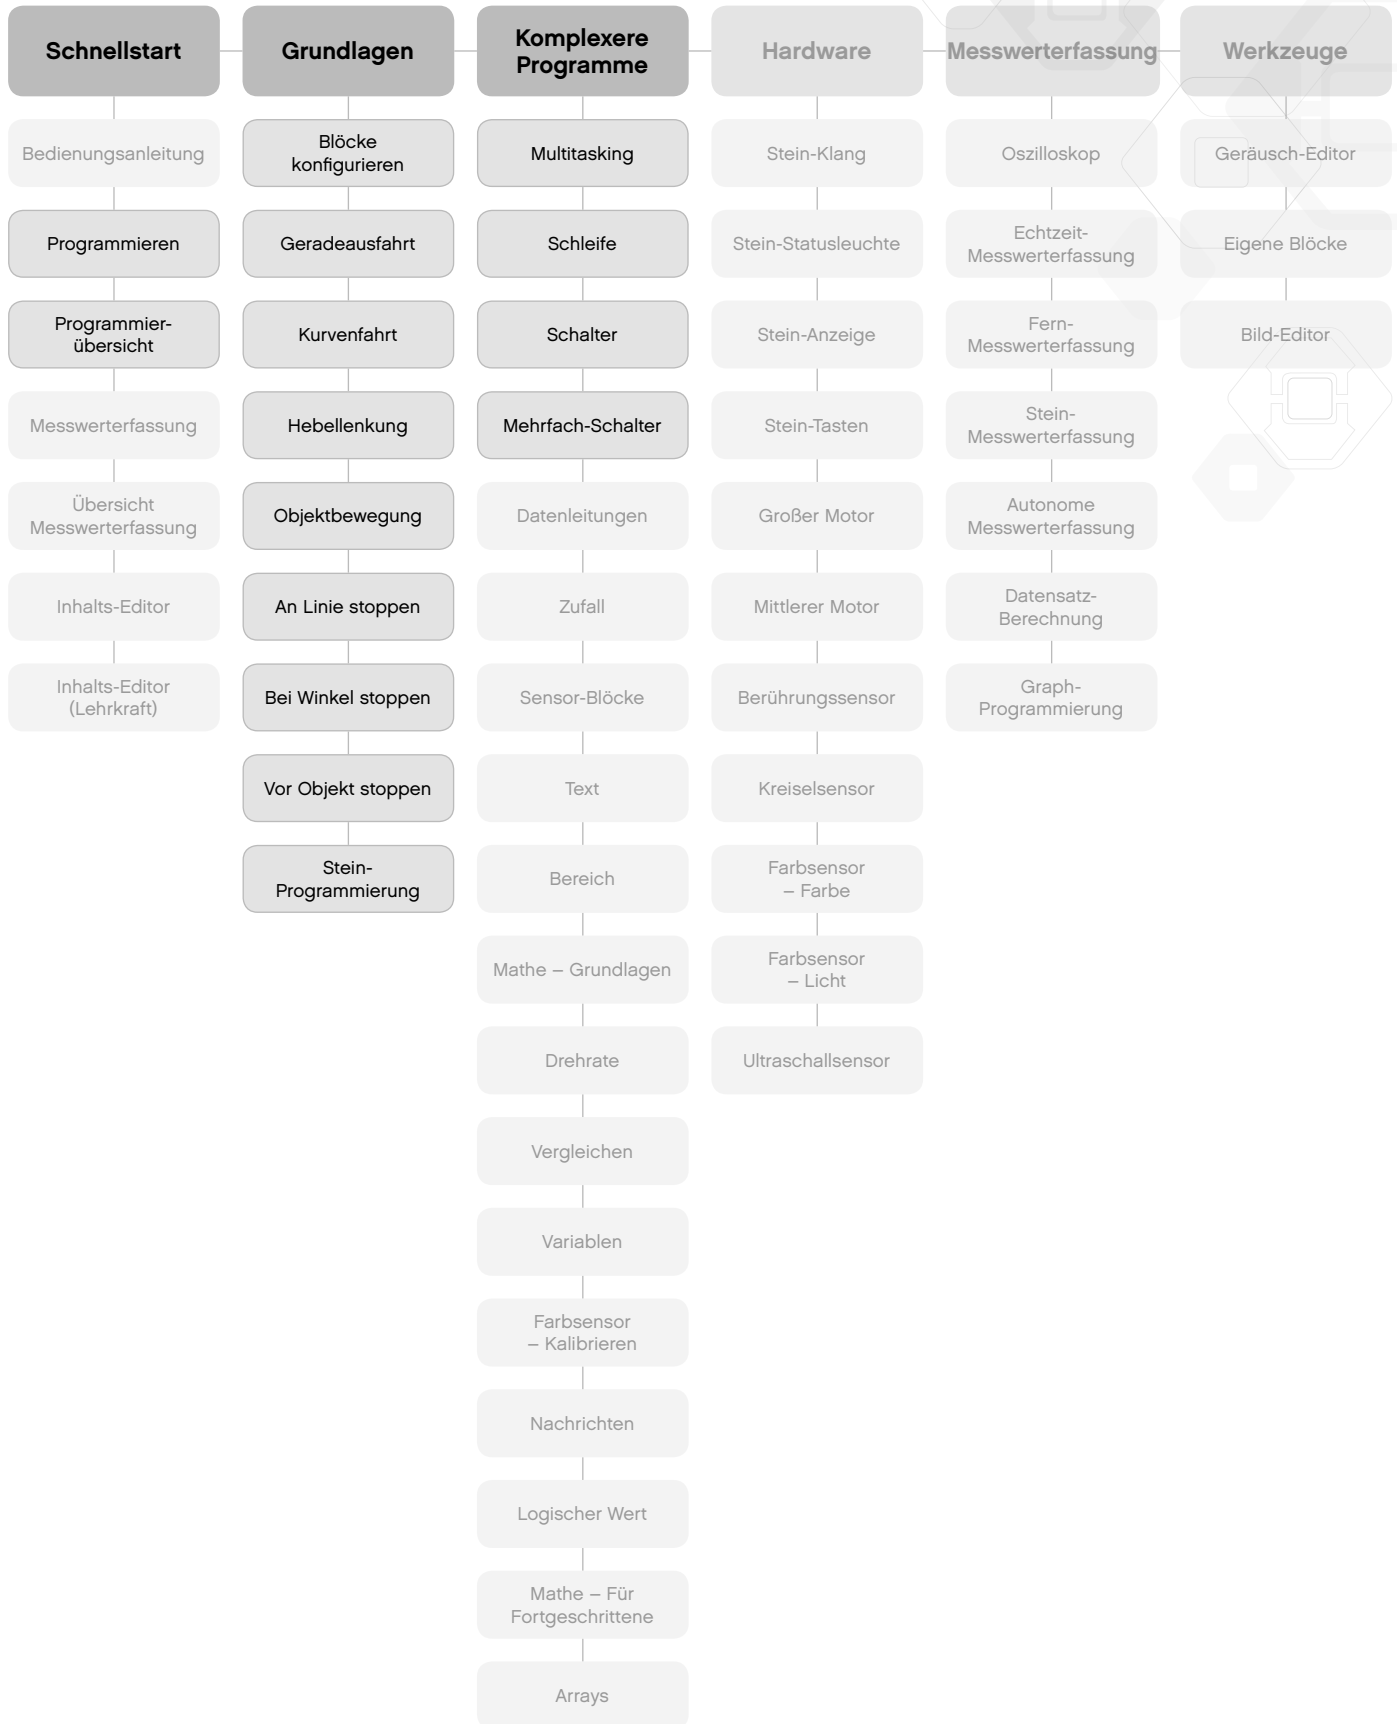 Schnellstart
Bedienungsanleitung
Programmieren
Programmier-
übersicht
Messwerterfassung
Übersicht
Messwerterfassung
Inhalts-Editor
Inhalts-Editor
(Lehrkraft)
Grundlagen
Blöcke
konfigurieren
Geradeausfahrt
Kurvenfahrt
Hebellenkung
Objektbewegung
An Linie stoppen
Bei Winkel stoppen
Vor Objekt stoppen
Stein-
Programmierung
Komplexere
Programme
Multitasking
Schleife
Schalter
Mehrfach-Schalter
Datenleitungen
Zufall
Sensor-Blöcke
Text
Bereich
Mathe – Grundlagen
Drehrate
Vergleichen
Variablen
Farbsensor
– Kalibrieren
Nachrichten
Logischer Wert
Mathe – Für
Fortgeschrittene
Arrays
Hardware
Stein-Klang
Stein-Statusleuchte
Stein-Anzeige
Stein-Tasten
Großer Motor
Mittlerer Motor
Berührungssensor
Kreiselsensor
Farbsensor
– Farbe
Farbsensor
– Licht
Ultraschallsensor
Messwerterfassung
Oszilloskop
Echtzeit-
Messwerterfassung
Fern-
Messwerterfassung
Stein-
Messwerterfassung
Autonome
Messwerterfassung
Datensatz-
Berechnung
Graph-
Programmierung
Werkzeuge
Geräusch-Editor
Eigene Blöcke
Bild-Editor